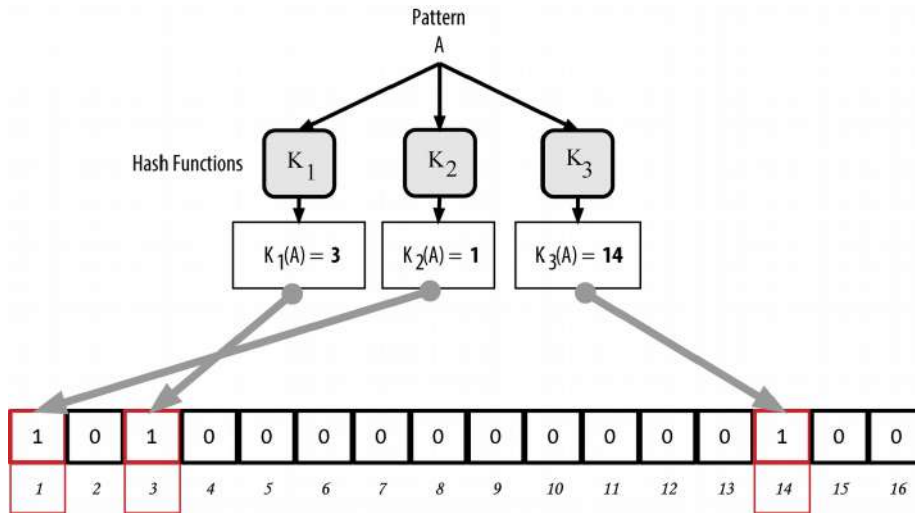 Pattern
A
Hash Functions K1 K2 K3
K1(A) = 3 K2(A) = 1 K3(A) = 14
1 0 1 0 0 0 0 0 0 0 0 0 0 1 0 0
1 2 3 4 5 6 7 8 9 10 11 12 13 14 15 16